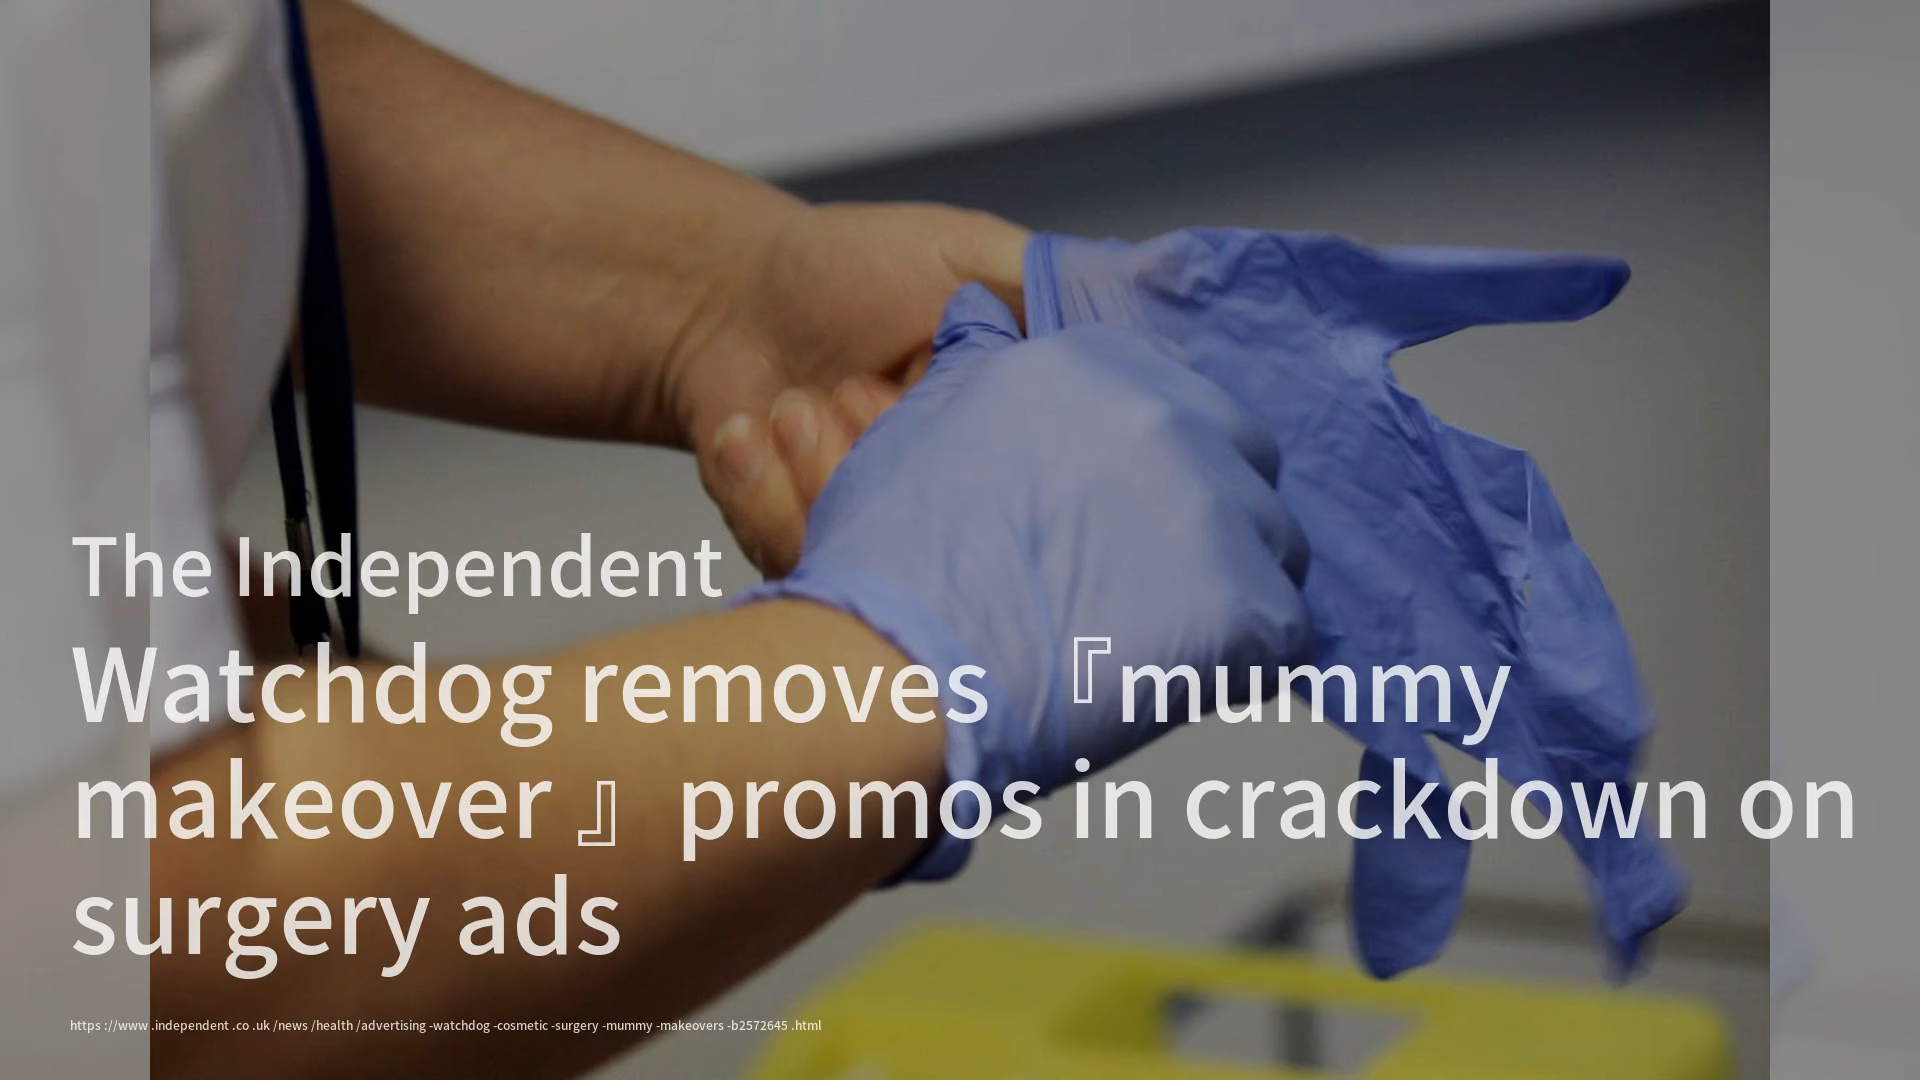 The Independent
Watchdog removes 『mummy
makeover 』 promos in crackdown on
surgery ads
https ://www .independent .co .uk /news /health /advertising -watchdog -cosmetic -surgery -mummy -makeovers -b2572645 .html